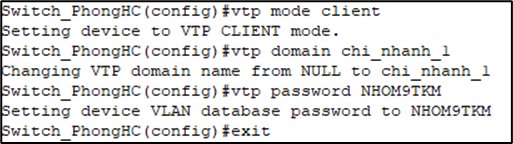 Switch_PhongHC(config)#vtp mode client
Setting device to VTP CLIENT mode.
Switch_PhongHC(config)#vtp domain chi_nhanh_1
Changing VTP domain name from NULL to chi_nhanh_1
Switch_PhongHC(config)#vtp password NHOM9TKM
Setting device VLAN database password to NHOM9TKM
Switch_PhongHC(config)#exit